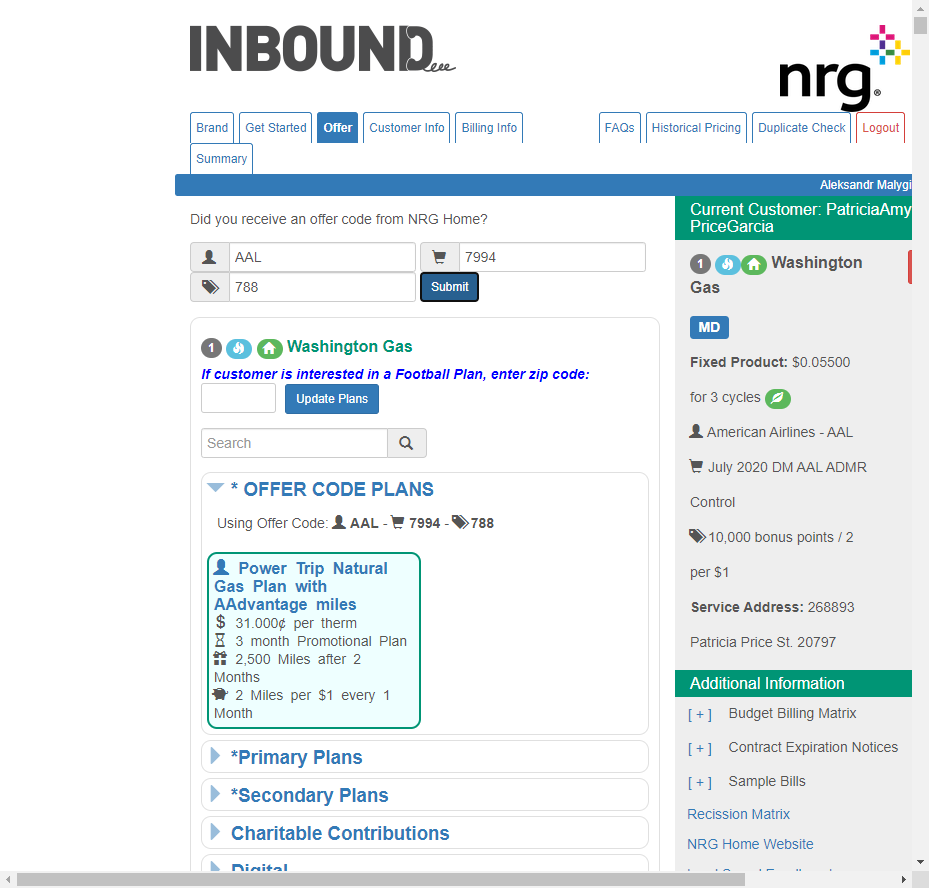 INBOUND
nrg
Brand
Get Started
Offer
Customer Info
Billing Info
FAQs
Historical Pricing
Duplicate Check
Logout
Summary
Aleksandr Malygi
Did you receive an offer code from NRG Home?
AAL
7994
788
Submit
1 Washington Gas
If customer is interested in a Football Plan, enter zip code:
Update Plans
Search
* OFFER CODE PLANS
Using Offer Code: AAL - 7994 - 788
Power Trip Natural
Gas Plan with
AAdvantage miles
$ 31.000¢ per therm
3 month Promotional Plan
2,500 Miles after 2
Months
2 Miles per $1 every 1
Month
*Primary Plans
*Secondary Plans
Charitable Contributions
Digital
Current Customer: PatriciaAmy
PriceGarcia
1 Washington
Gas
MD
Fixed Product: $0.05500
for 3 cycles
American Airlines - AAL
July 2020 DM AAL ADMR
Control
10,000 bonus points / 2
per $1
Service Address: 268893
Patricia Price St. 20797
Additional Information
[ + ] Budget Billing Matrix
[ + ] Contract Expiration Notices
[ + ] Sample Bills
Recission Matrix
NRG Home Website